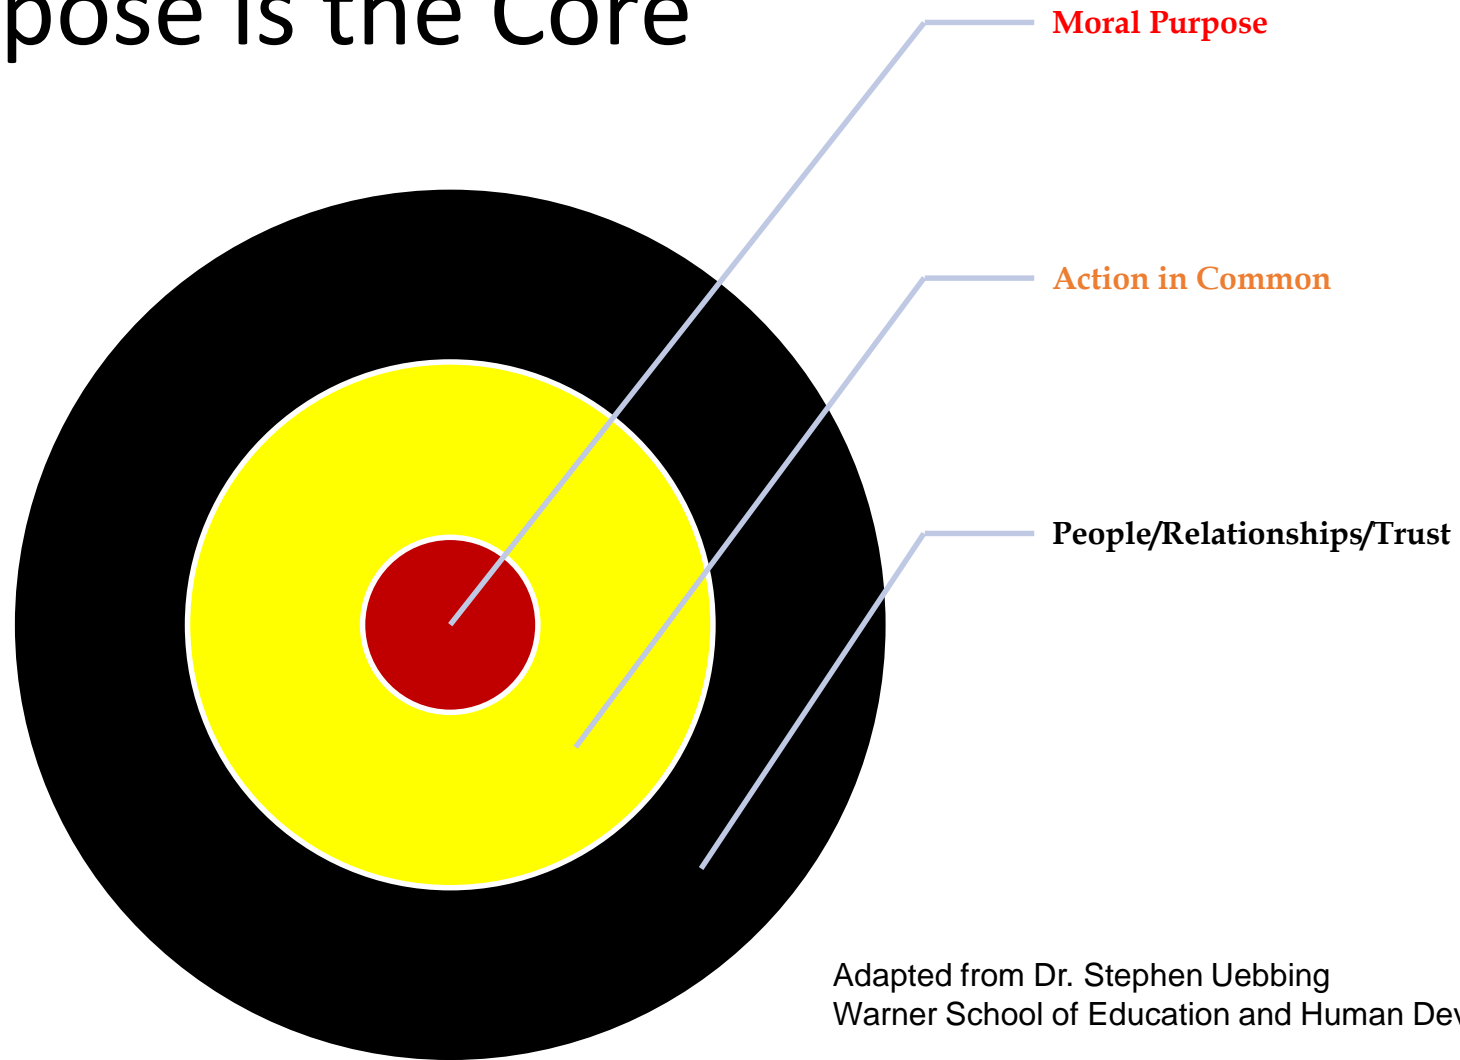 pose is the Core
Moral Purpose
Action in Common
People/Relationships/Trust
Adapted from Dr. Stephen Uebbing
Warner School of Education and Human Dev